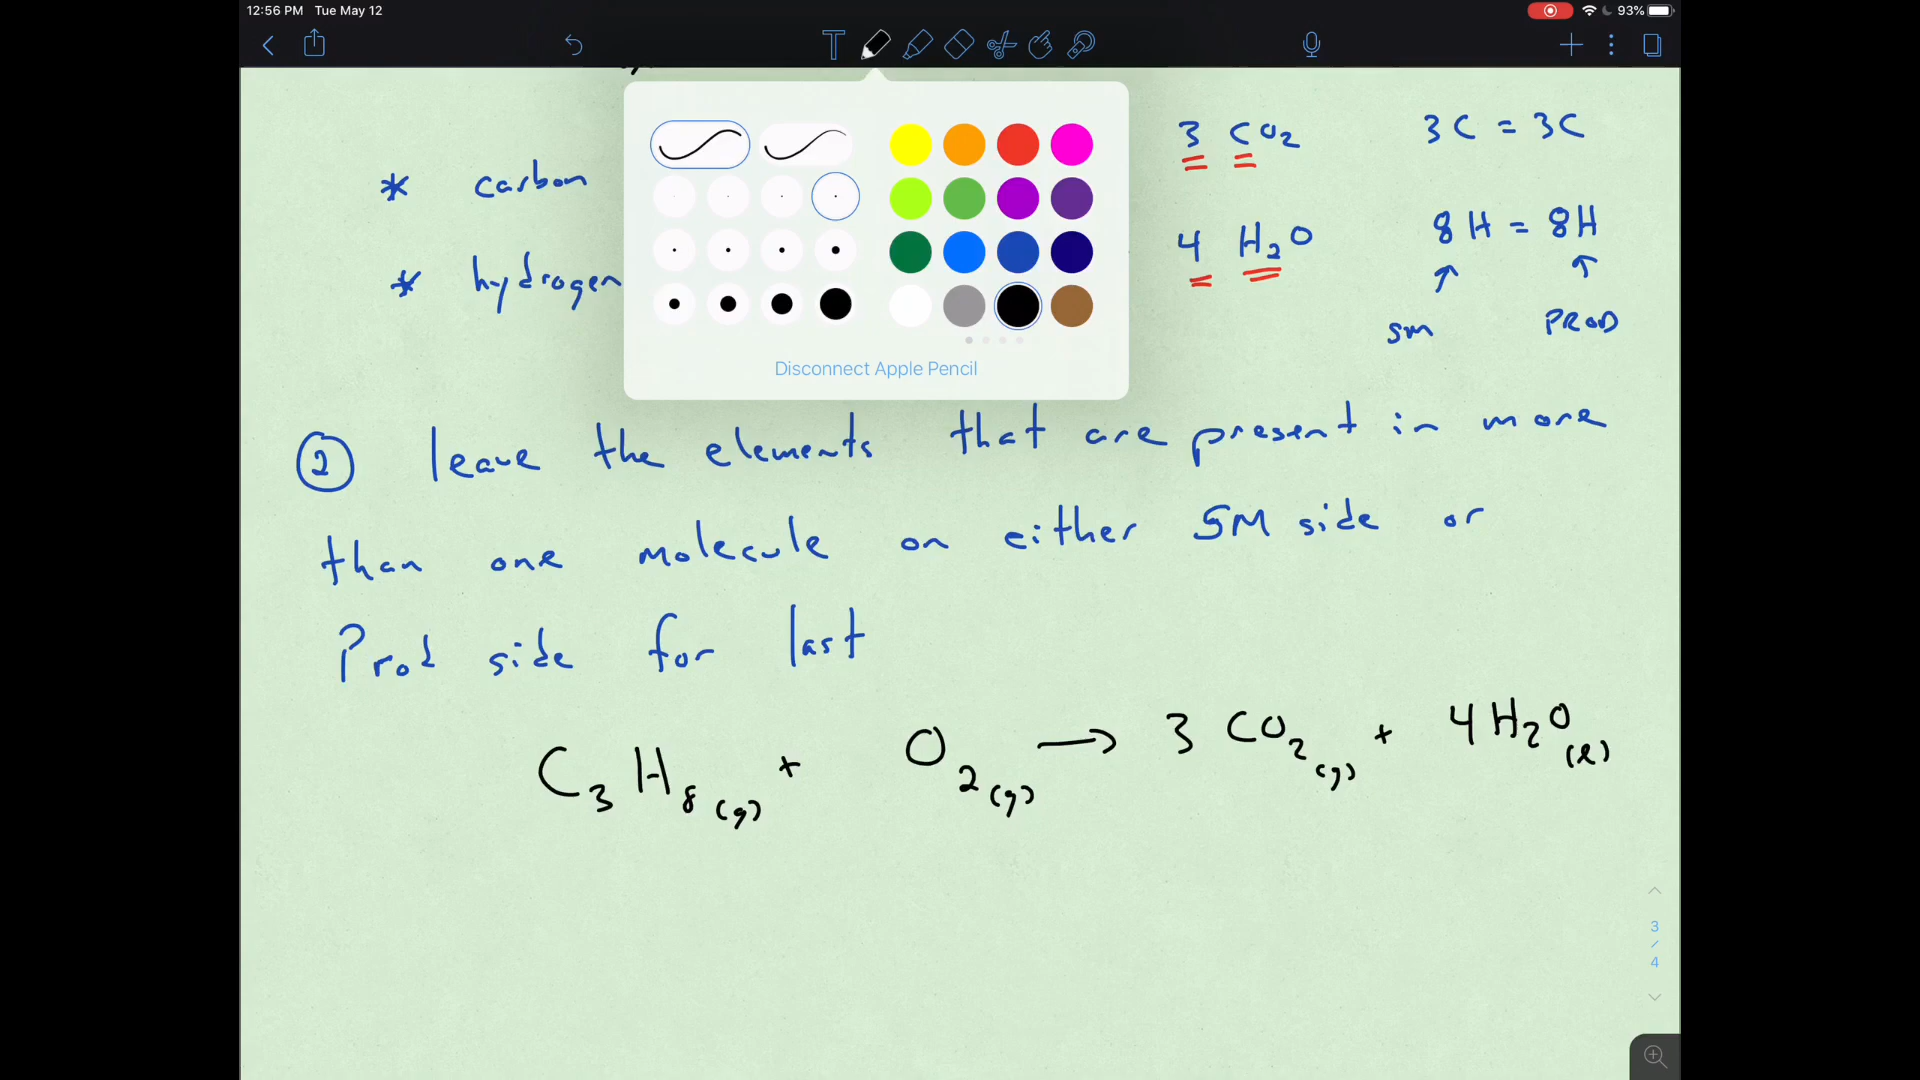 12:56 PM Tue May 12
93%
T
3 CO2 3C = 3C
* carbon
4 H2O 8H = 8H
* hydrogen
SM PROD
Disconnect Apple Pencil
2 leave the elements that are present in more
than one molecule on either SM side or
Prod side for last
C3H8(g) + O2(g) → 3 CO2(g) + 4H2O(l)
3
/
4